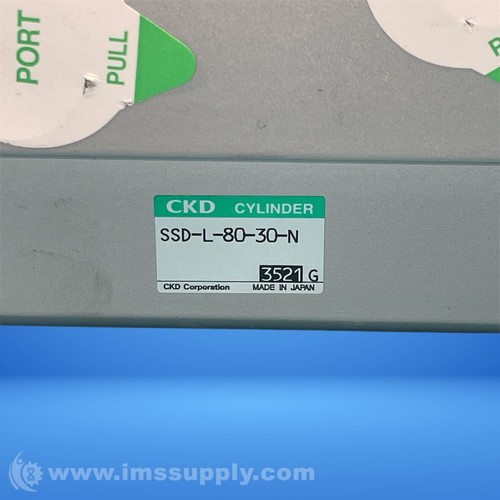 PORT
PULL
P
CKD CYLINDER
SSD-L-80-30-N
3521 G
CKD Corporation MADE IN JAPAN
www.imssupply.com